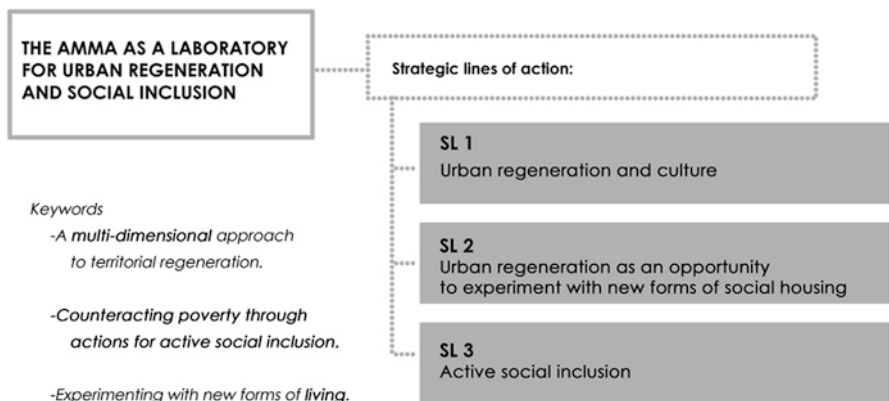 THE AMMA AS A LABORATORY
FOR URBAN REGENERATION
AND SOCIAL INCLUSION
Strategic lines of action:
SL 1
Urban regeneration and culture
SL 2
Urban regeneration as an opportunity
to experiment with new forms of social housing
SL 3
Active social inclusion
Keywords
-A multi-dimensional approach
to territorial regeneration.
-Counteracting poverty through
actions for active social inclusion.
-Experimenting with new forms of living.